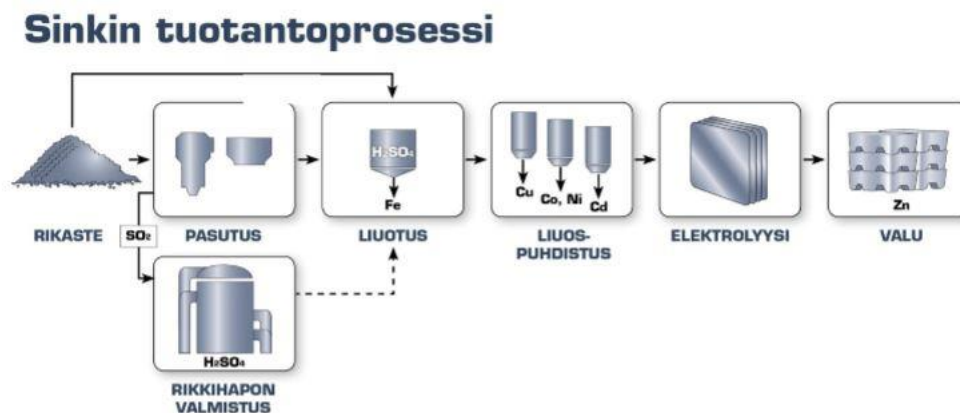 Sinkin tuotantoprosessi
H₂SO₄
Fe
Cu
Co, Ni
Cd
Zn
RIKASTE
SO₂
PASUTUS
LIUOTUS
LIUOS-
PUHDISTUS
ELEKTROLYYSI
VALU
H₂SO₄
RIKKIHAPON
VALMISTUS